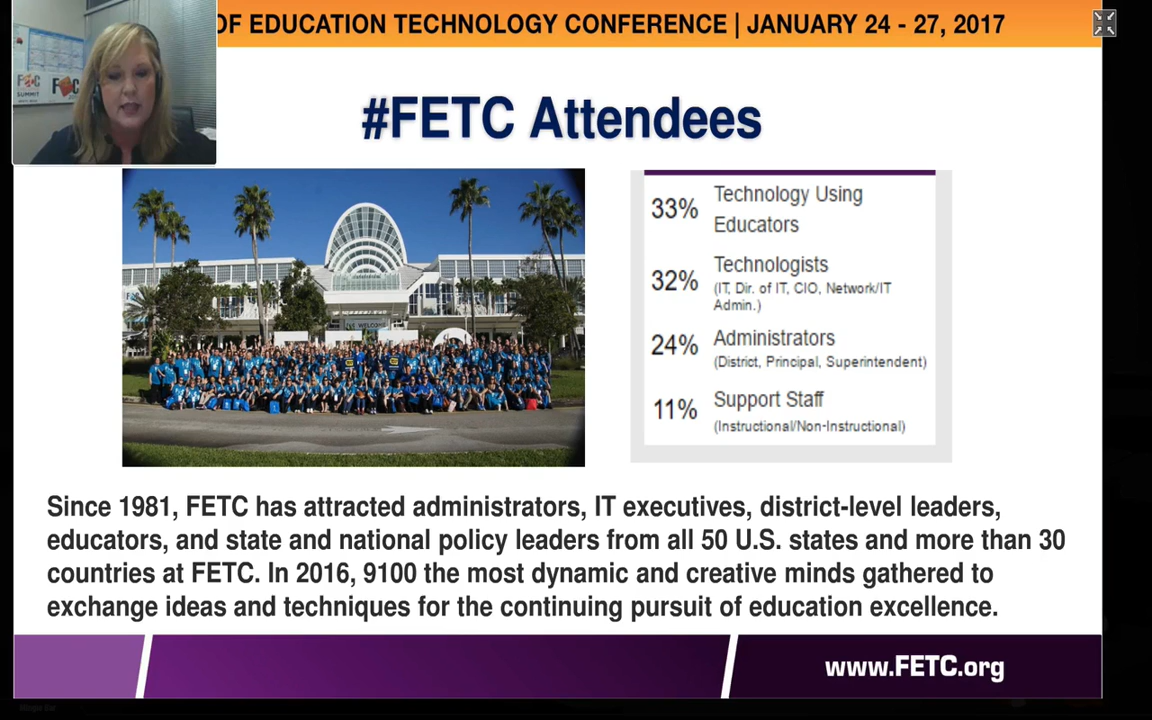 OF EDUCATION TECHNOLOGY CONFERENCE | JANUARY 24 - 27, 2017
#FETC Attendees
33% Technology Using
Educators
32% Technologists
(IT, Dir. of IT, CIO, Network/IT
Admin.)
24% Administrators
(District, Principal, Superintendent)
11% Support Staff
(Instructional/Non-Instructional)
Since 1981, FETC has attracted administrators, IT executives, district-level leaders,
educators, and state and national policy leaders from all 50 U.S. states and more than 30
countries at FETC. In 2016, 9100 the most dynamic and creative minds gathered to
exchange ideas and techniques for the continuing pursuit of education excellence.
www.FETC.org